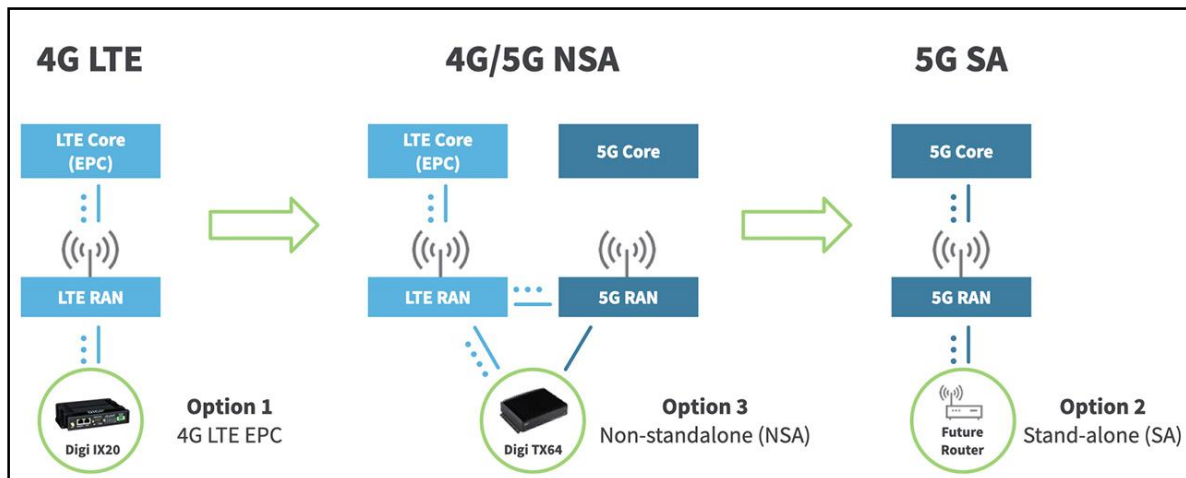 4G LTE
4G/5G NSA
5G SA
LTE Core
(EPC)
LTE Core
(EPC)
5G Core
5G Core
LTE RAN
LTE RAN
5G RAN
5G RAN
Digi IX20
Option 1
4G LTE EPC
Digi TX64
Option 3
Non-standalone (NSA)
Future
Router
Option 2
Stand-alone (SA)